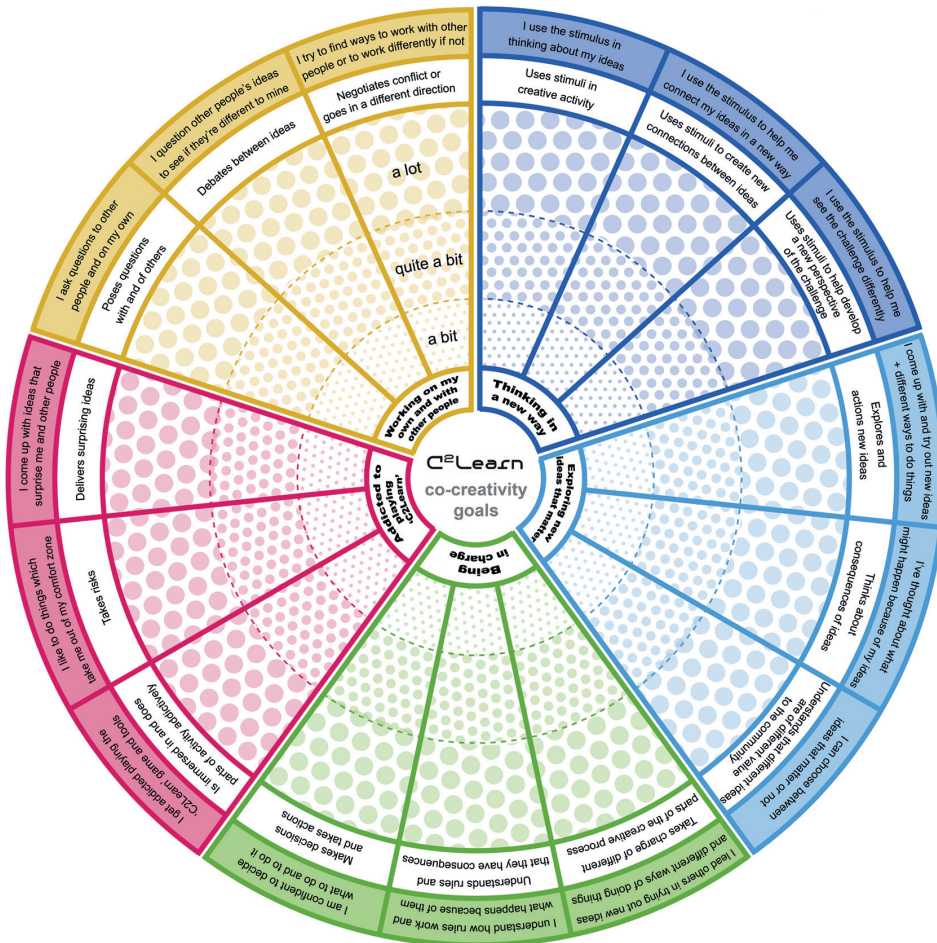 C²Learn
co-creativity
goals
Thinking in
a new way
I use the stimulus in
thinking about my ideas
Uses stimuli in
creative activity
I use the stimulus to help me
connect my ideas in a new way
Uses stimuli to create new
connections between ideas
I use the stimulus to help me
see the challenge differently
Uses stimuli to help develop
a new perspective
of the challenge
Exploring new
ideas that matter
I come up with and try out new ideas
+ different ways to do things
Explores and
actions new ideas
I've thought about what
might happen because of my ideas
Thinks about
consequences of ideas
I can choose between
ideas that matter or not
Understands that different ideas
are of different value
to the community
Being
in charge
I lead others in trying out new ideas
and different ways of doing things
Takes charge of different
parts of the creative process
I understand how rules work and
what happens because of them
Understands rules and
that they have consequences
I am confident to decide
what to do and to do it
Makes decisions
and takes actions
Addicted to
playing
'C2Learn'
I get addicted playing the
'C2Learn' game and tools
Is immersed in and does
parts of activity addictively
I like to do things which
take me out of my comfort zone
Takes risks
I come up with ideas that
surprise me and other people
Delivers surprising ideas
Working on my
own and with
other people
I ask questions to other
people and on my own
Poses questions
with and of others
I question other people's ideas
to see if they're different to mine
Debates between ideas
I try to find ways to work with other
people or to work differently if not
Negotiates conflict or
goes in a different direction
a lot
quite a bit
a bit